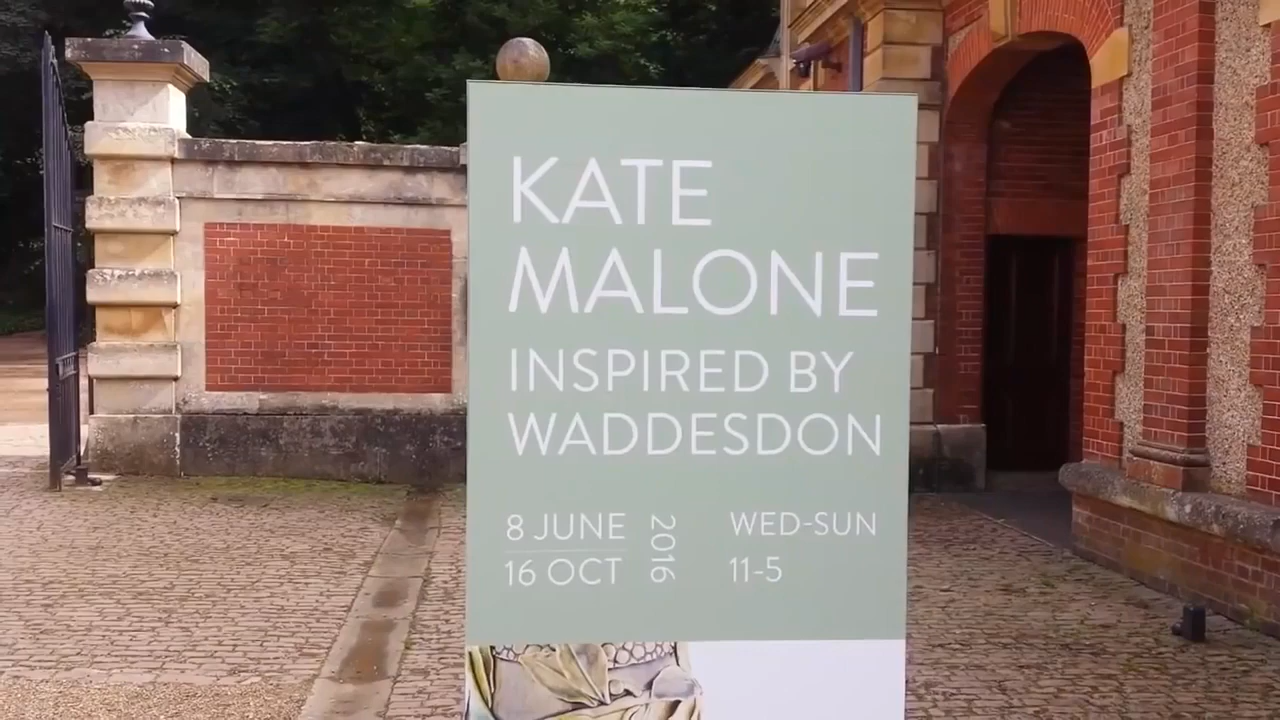 KATE
MALONE
INSPIRED BY
WADDESDON
8 JUNE
16 OCT
2016
WED-SUN
11-5